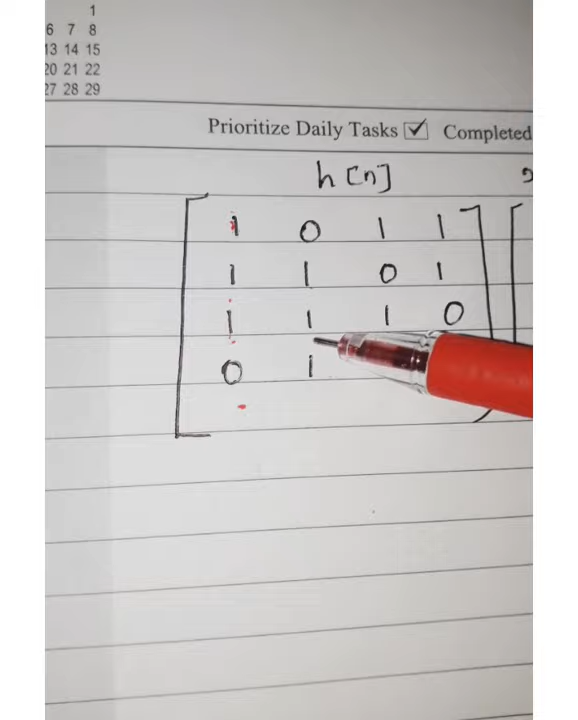 1
6 7 8
13 14 15
20 21 22
27 28 29
Prioritize Daily Tasks ☑ Completed
h[n]
1 0 1 1
1 1 0 1
1 1 1 0
0 1